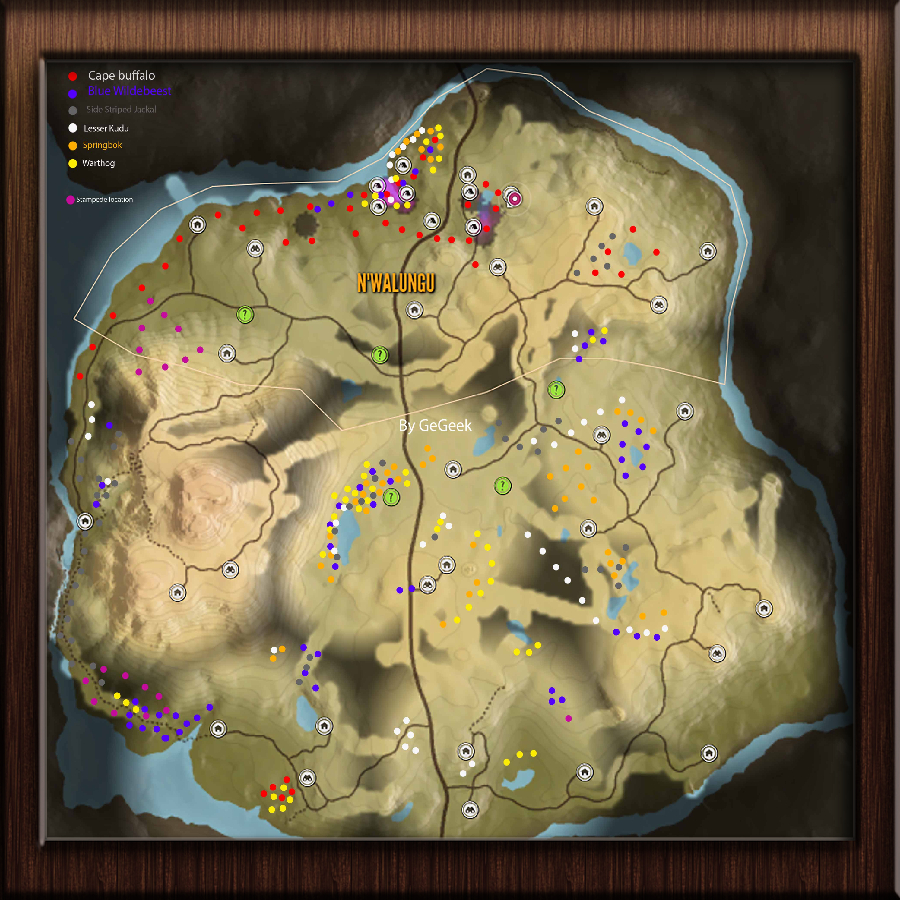 Cape buffalo
Blue Wildebeest
Side Striped Jackal
Lesser Kudu
Springbok
Warthog
Stampede location
N'WALUNGU
?
?
?
By GeGeek
?
?